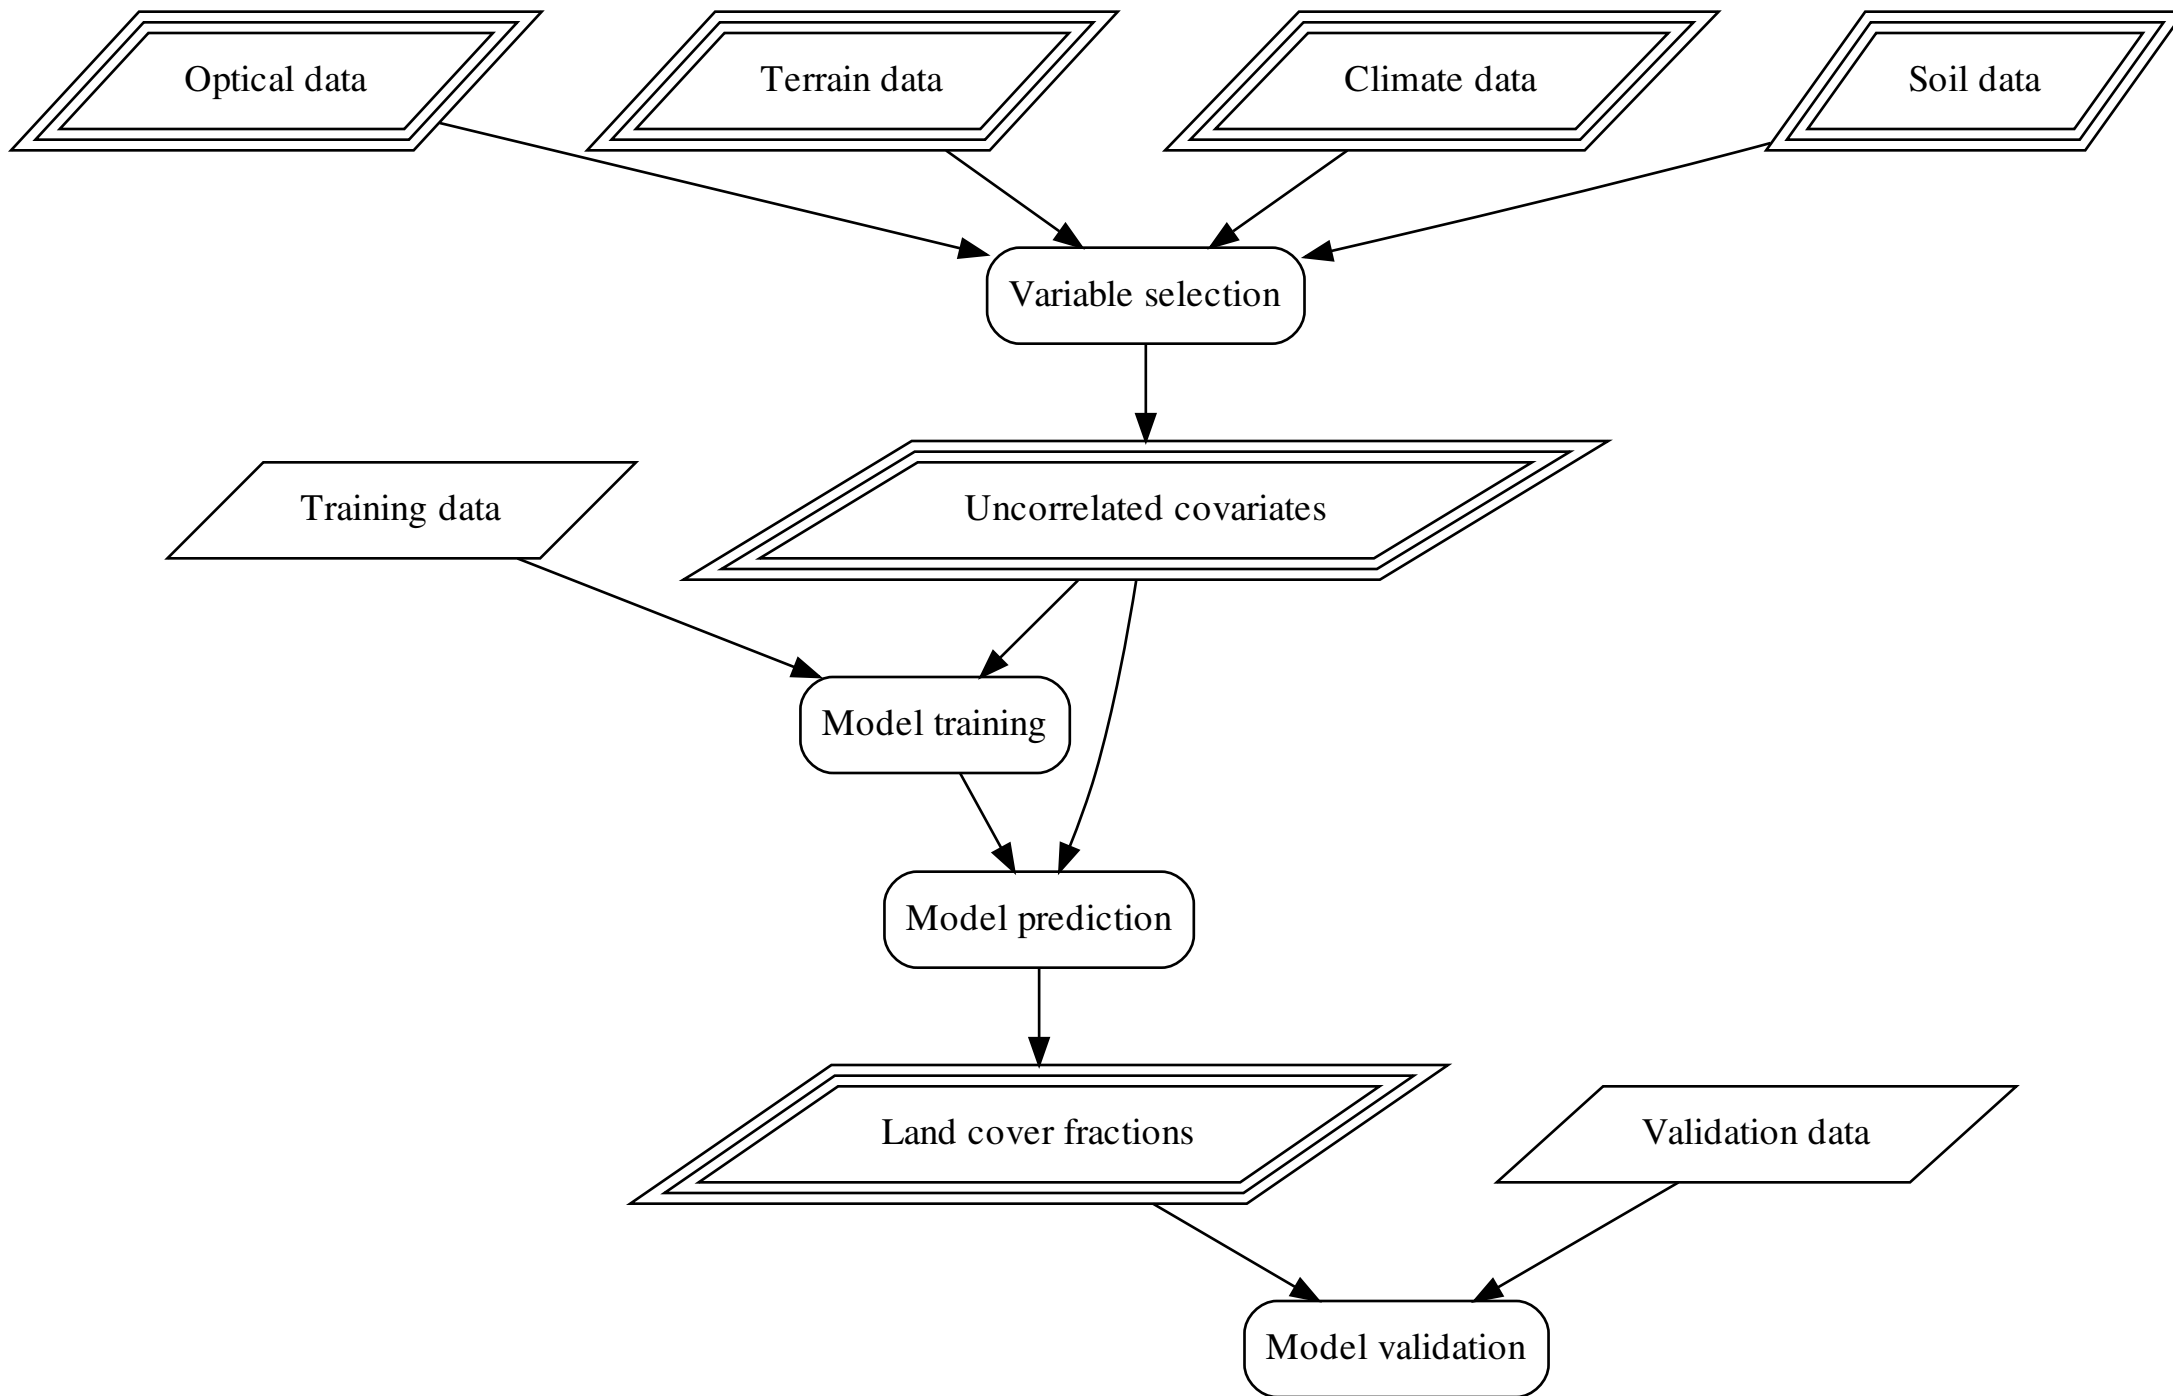 Optical data
Terrain data
Climate data
Soil data
Variable selection
Training data
Uncorrelated covariates
Model training
Model prediction
Land cover fractions
Validation data
Model validation